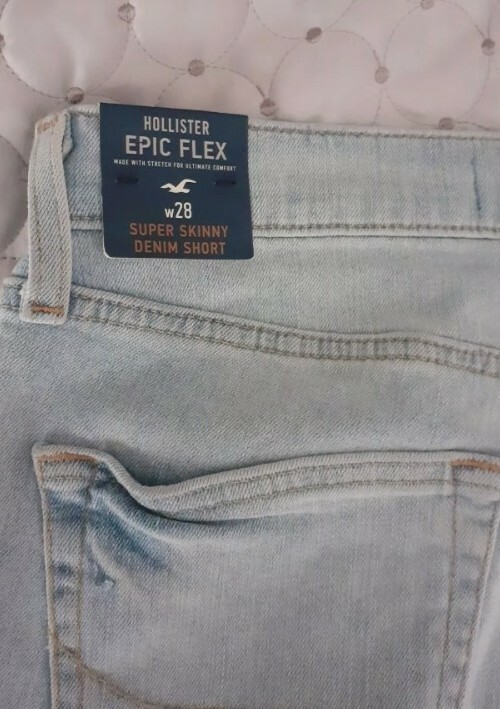 HOLLISTER
EPIC FLEX
MADE WITH STRETCH FOR ULTIMATE COMFORT
W28
SUPER SKINNY
DENIM SHORT